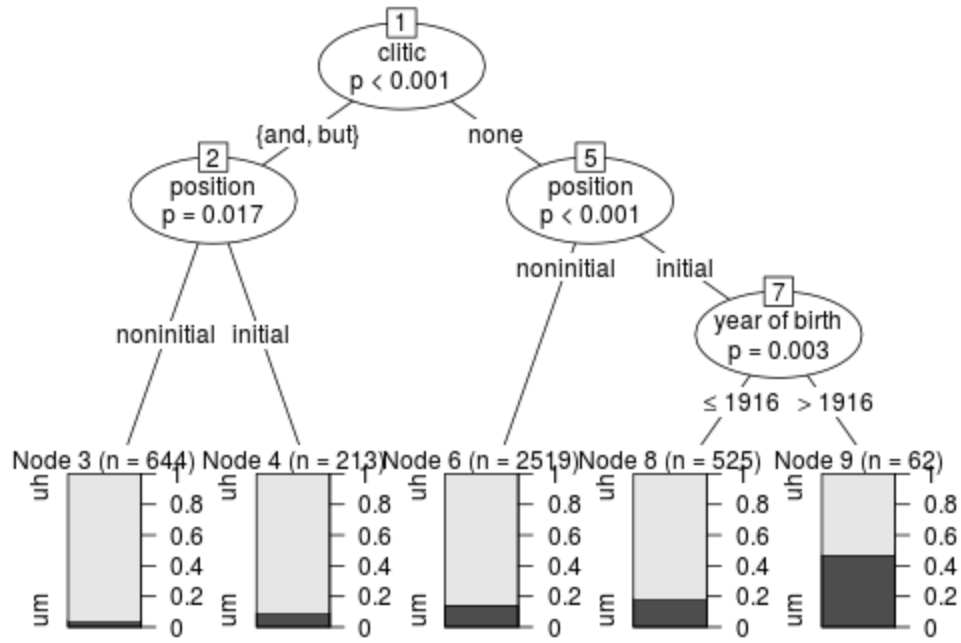 1
clitic
p < 0.001
{and, but}
none
2
position
p = 0.017
5
position
p < 0.001
noninitial
initial
noninitial
initial
7
year of birth
p = 0.003
≤ 1916
> 1916
Node 3 (n = 644)
Node 4 (n = 213)
Node 6 (n = 2519)
Node 8 (n = 525)
Node 9 (n = 62)
uh
um
1
0.8
0.6
0.4
0.2
0
uh
um
1
0.8
0.6
0.4
0.2
0
uh
um
1
0.8
0.6
0.4
0.2
0
uh
um
1
0.8
0.6
0.4
0.2
0
uh
um
1
0.8
0.6
0.4
0.2
0